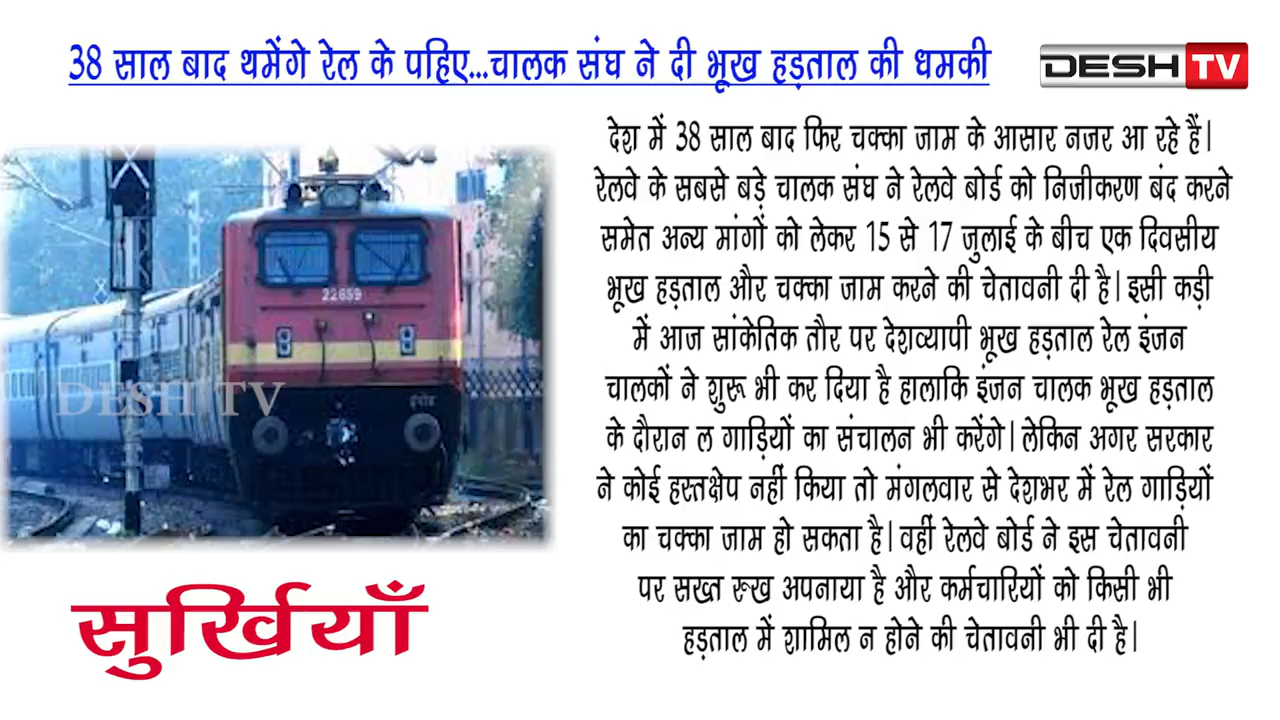 38 साल बाद थमेंगे रेल के पहिए...चालक संघ ने दी भूख हड़ताल की धमकी
DESH TV
देश में 38 साल बाद फिर चक्का जाम के आसार नजर आ रहे हैं।
रेलवे के सबसे बड़े चालक संघ ने रेलवे बोर्ड को निजीकरण बंद करने
समेत अन्य मांगों को लेकर 15 से 17 जुलाई के बीच एक दिवसीय
भूख हड़ताल और चक्का जाम करने की चेतावनी दी है। इसी कड़ी
में आज सांकेतिक तौर पर देशव्यापी भूख हड़ताल रेल इंजन
चालकों ने शुरू भी कर दिया है हालाकि इंजन चालक भूख हड़ताल
के दौरान ल गाड़ियों का संचालन भी करेंगे। लेकिन अगर सरकार
ने कोई हस्तक्षेप नहीं किया तो मंगलवार से देशभर में रेल गाड़ियों
का चक्का जाम हो सकता है। वहीं रेलवे बोर्ड ने इस चेतावनी
पर सख्त रूख अपनाया है और कर्मचारियों को किसी भी
हड़ताल में शामिल न होने की चेतावनी भी दी है।
22659
इरोड
DESH TV
सुर्खियाँ